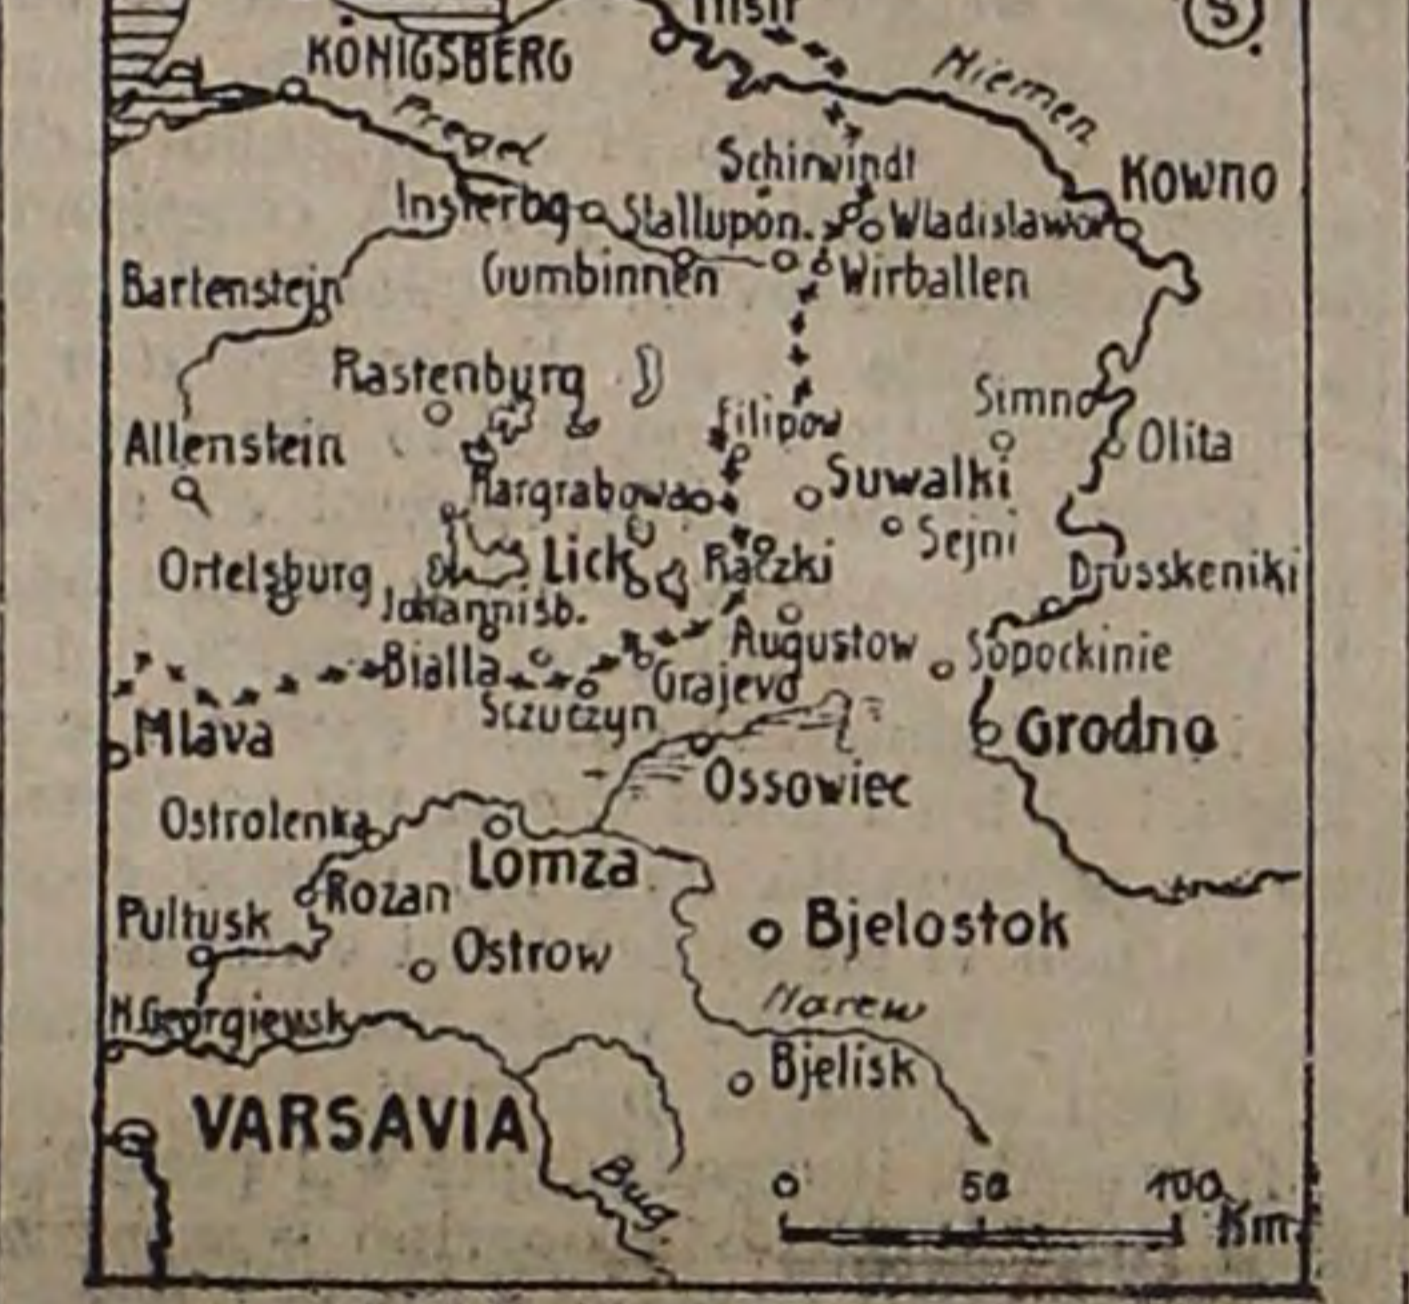 Tilsit
S.
KÖNIGSBERG
Niemen
Pregel
Schirwindt
Kowno
Insterbg
Stallupön.
Wladislawow
Gumbinnen
Wirballen
Bartenstein
Rastenburg
Simno
Filipow
Allenstein
Olita
Suwalki
Margrabowa
Sejni
Lick
Raczki
Ortelsburg
Drusskeniki
Johannisb.
Augustow
Sopockinie
Bialla
Grajevo
Sczuczyn
Mlava
Grodno
Ossowiec
Ostrolenka
Lomza
Rozan
Pultusk
Bjelostok
Ostrow
Narew
N.Georgievsk
Bjelisk
VARSAVIA
Bug
0 50 100
Km.